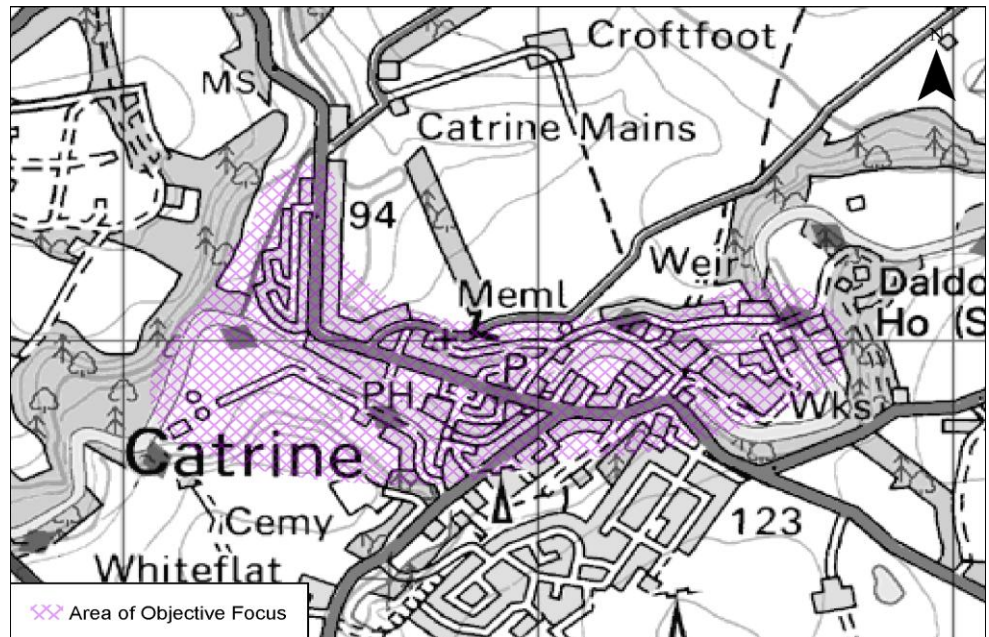 N
Croftfoot
MS
Catrine Mains
94
Weir
Meml
Daldo
Ho (S
P
PH
Wks
Catrine
Cemy
123
Whiteflat
Area of Objective Focus